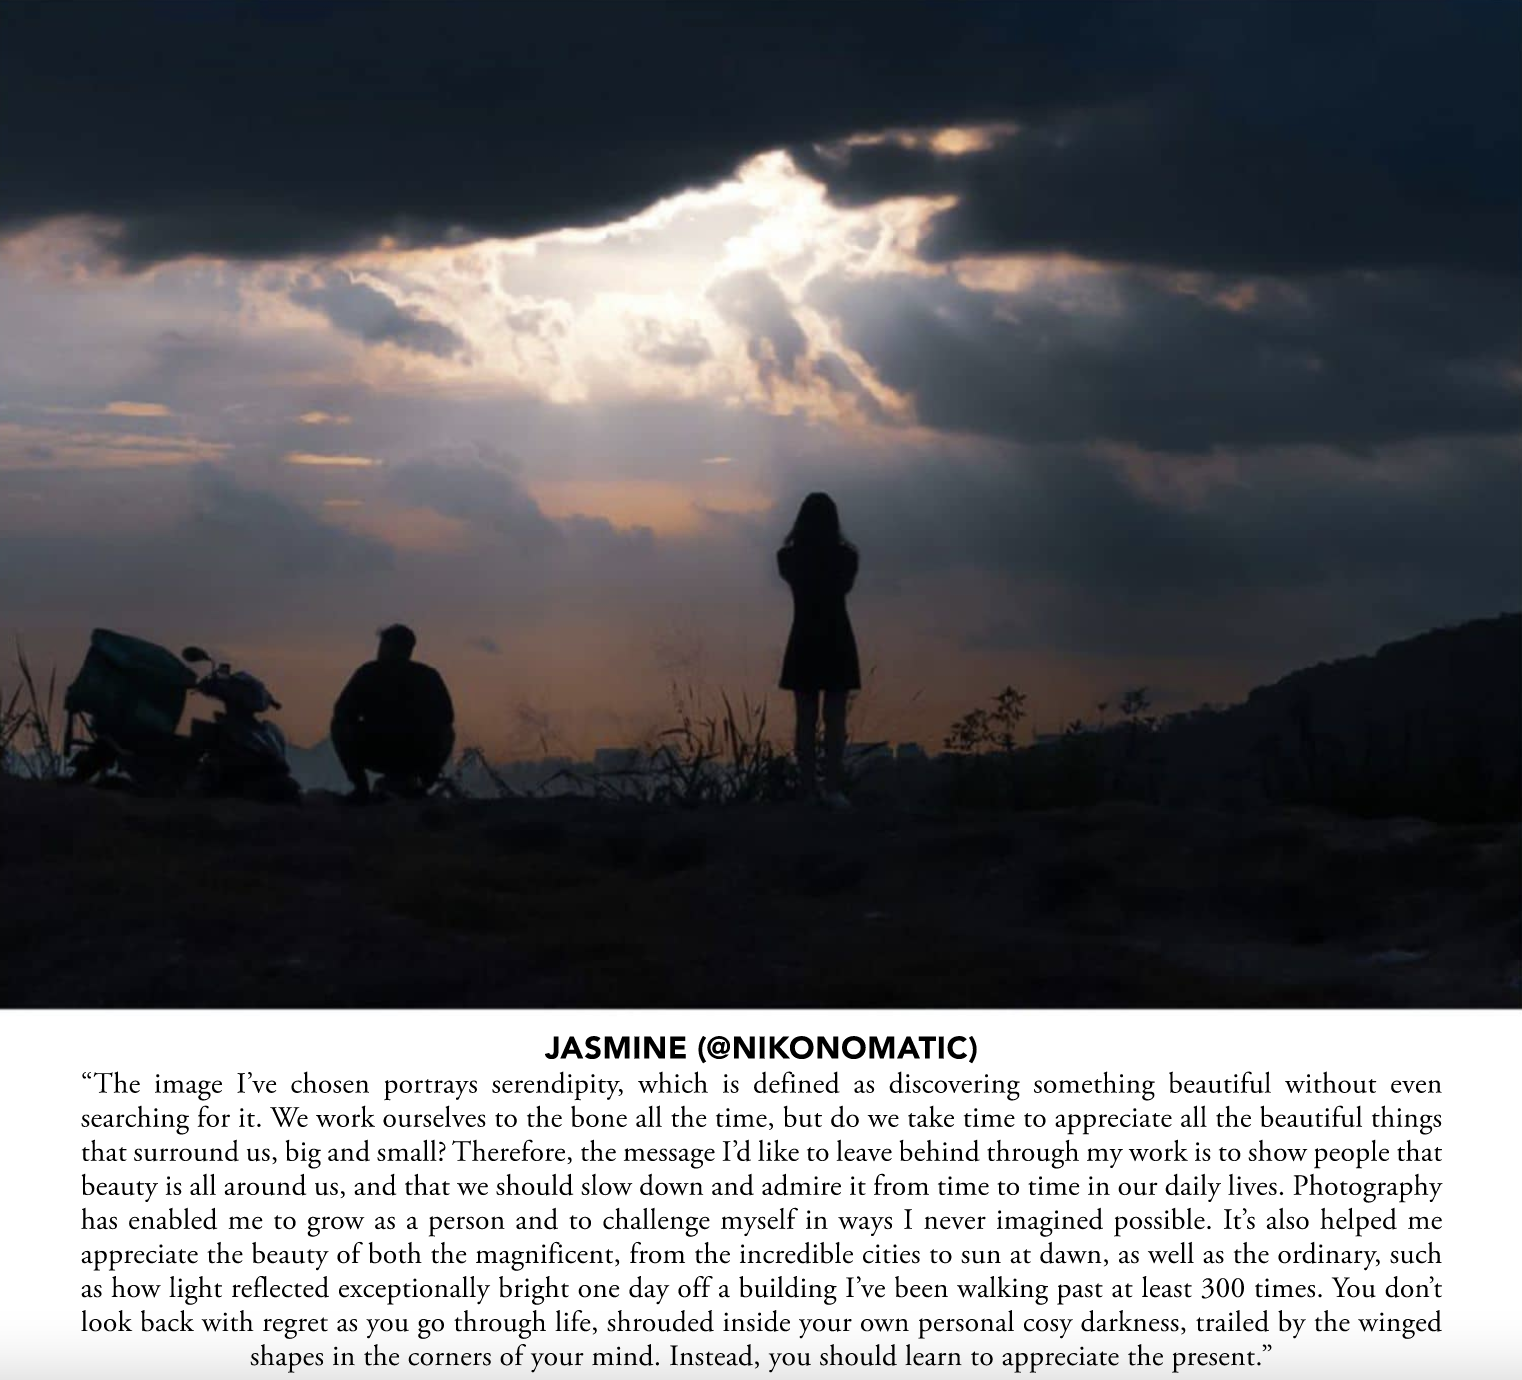 JASMINE (@NIKONOMATIC)
“The image I’ve chosen portrays serendipity, which is defined as discovering something beautiful without even
searching for it. We work ourselves to the bone all the time, but do we take time to appreciate all the beautiful things
that surround us, big and small? Therefore, the message I’d like to leave behind through my work is to show people that
beauty is all around us, and that we should slow down and admire it from time to time in our daily lives. Photography
has enabled me to grow as a person and to challenge myself in ways I never imagined possible. It’s also helped me
appreciate the beauty of both the magnificent, from the incredible cities to sun at dawn, as well as the ordinary, such
as how light reflected exceptionally bright one day off a building I’ve been walking past at least 300 times. You don’t
look back with regret as you go through life, shrouded inside your own personal cosy darkness, trailed by the winged
shapes in the corners of your mind. Instead, you should learn to appreciate the present.”